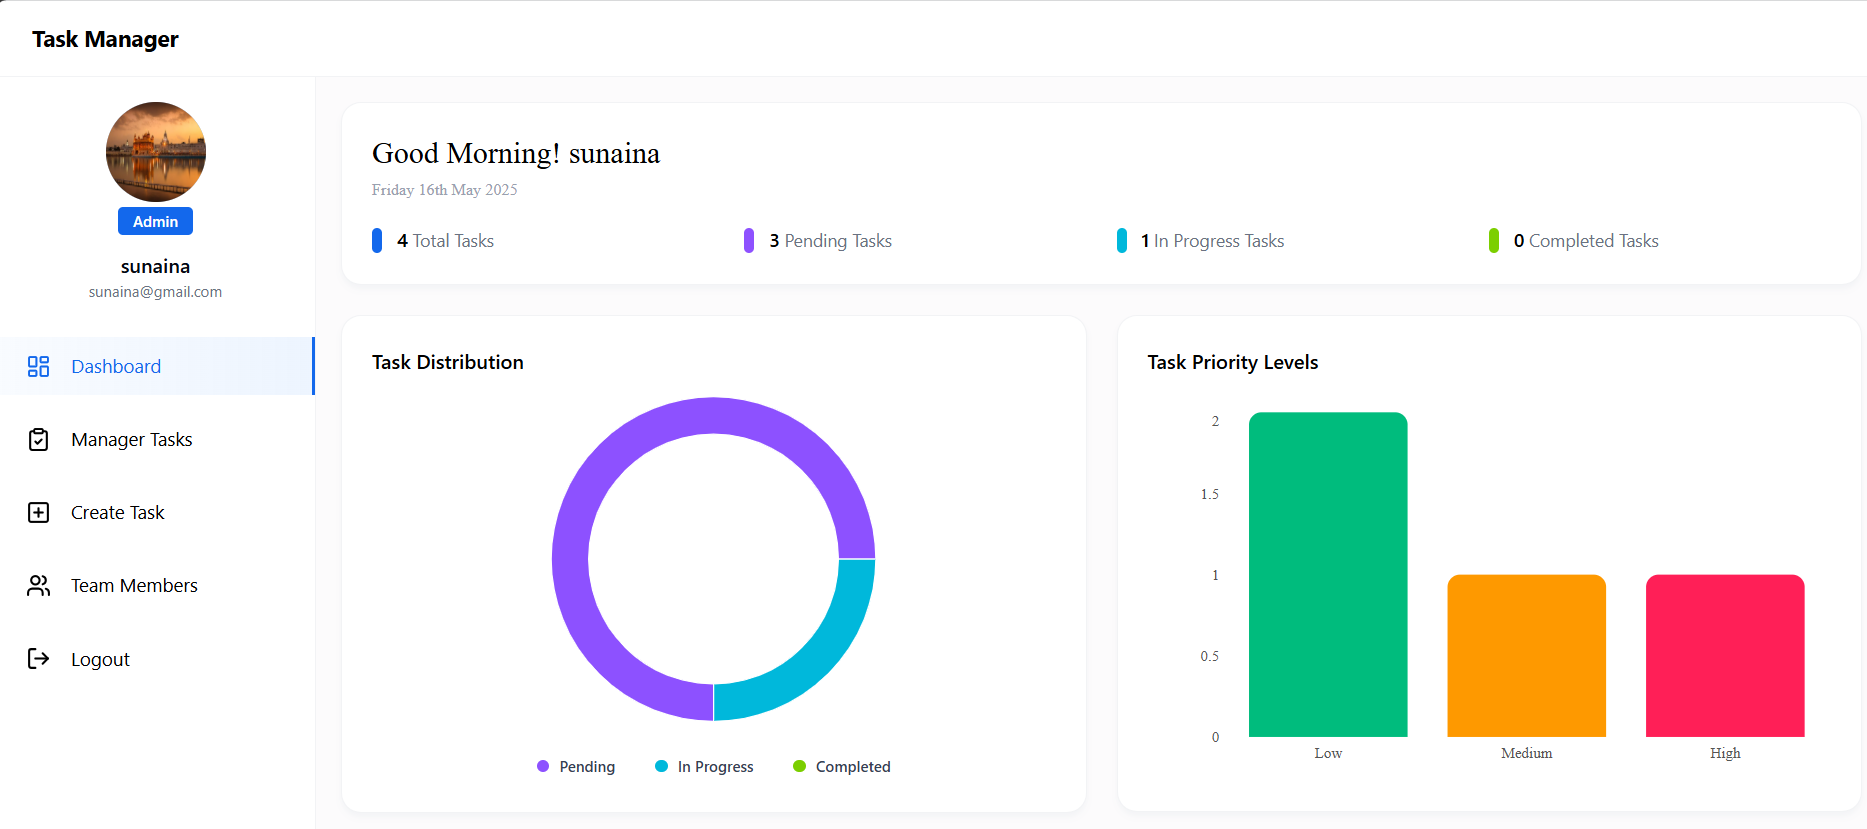 Task Manager
Admin
sunaina
sunaina@gmail.com
Dashboard
Manager Tasks
Create Task
Team Members
Logout
Good Morning! sunaina
Friday 16th May 2025
4 Total Tasks
3 Pending Tasks
1 In Progress Tasks
0 Completed Tasks
Task Distribution
Pending
In Progress
Completed
Task Priority Levels
2
1.5
1
0.5
0
Low
Medium
High